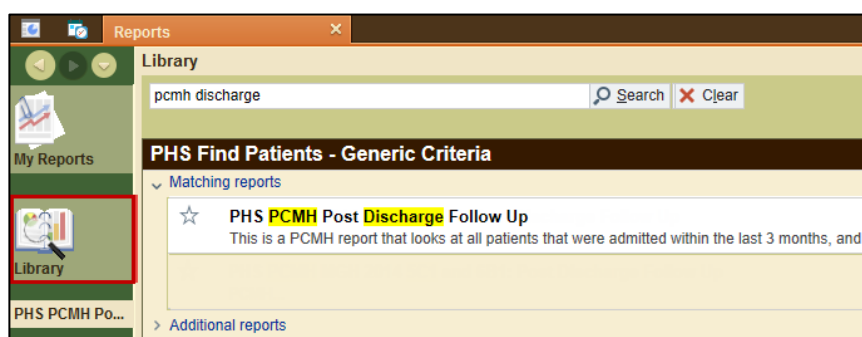 Reports
Library
pcmh discharge
Search
Clear
My Reports
PHS Find Patients - Generic Criteria
Matching reports
PHS PCMH Post Discharge Follow Up
This is a PCMH report that looks at all patients that were admitted within the last 3 months, and
Library
PHS PCMH Po...
Additional reports